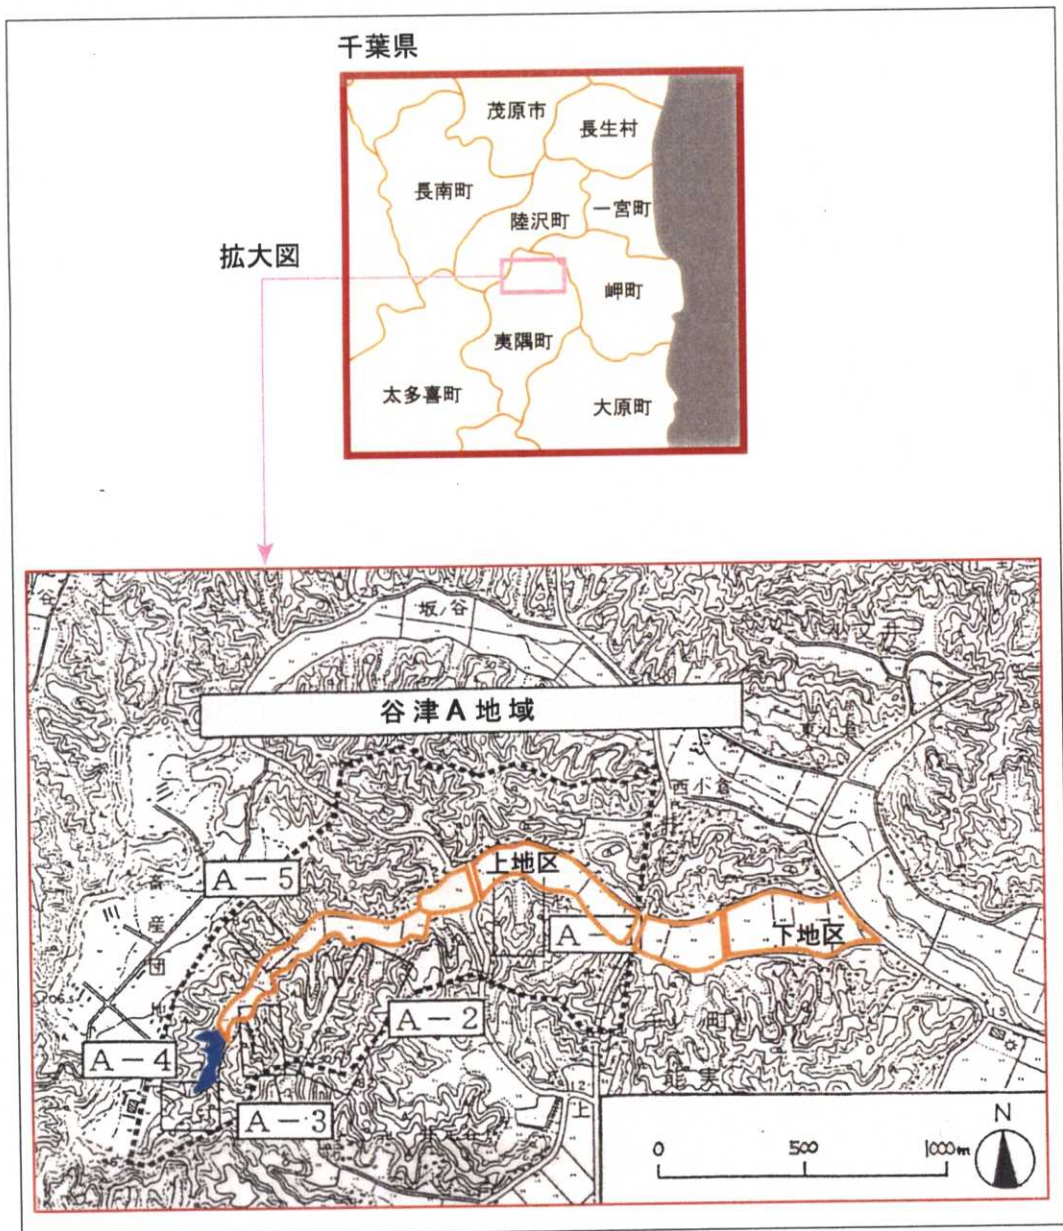 千葉県
茂原市
長生村
長南町
陸沢町
一宮町
拡大図
岬町
夷隅町
太多喜町
大原町
坂ノ谷
谷津A地域
西小倉
上地区
A-5
A-1
下地区
A-2
A-4
A-3
上
N
0 500 1000m